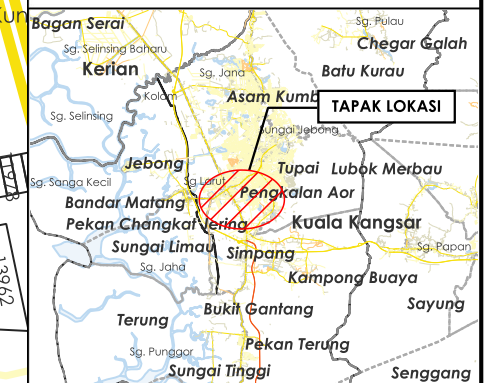 Bagan Serai
Sg. Pulau
Sg. Selinsing Baharu
Chegar Galah
Kerian
Sg. Jana
Batu Kurau
Kolam
Asam Kumb
TAPAK LOKASI
Sg. Selinsing
Sungai Jebong
Jebong
Tupai
Lubok Merbau
Sg. Sanga Kecil
Sg Larut
Pengkalan Aor
Bandar Matang
Pekan Changkat Jering
Kuala Kangsar
Sungai Limau
Simpang
Sg. Papan
Sg. Jaha
Kampong Buaya
Bukit Gantang
Sayung
Terung
Pekan Terung
Sg. Punggor
Sungai Tinggi
Senggang
13962